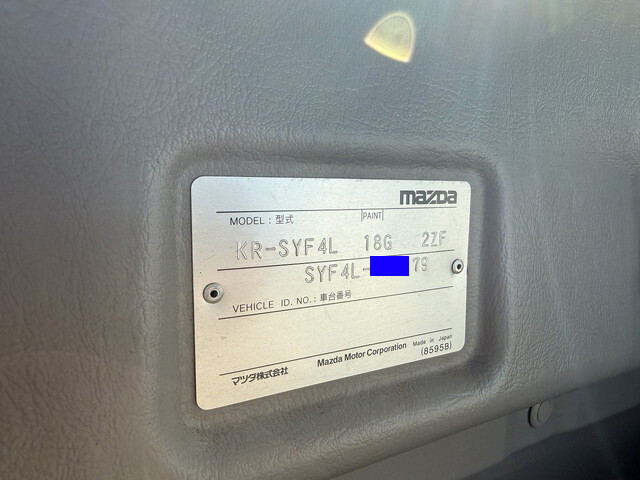 mazda
MODEL : 型式 PAINT
KR-SYF4L 18G 2ZF
SYF4L- 79
VEHICLE ID. NO. : 車台番号
マツダ株式会社 Mazda Motor Corporation Made in Japan
(8595B)